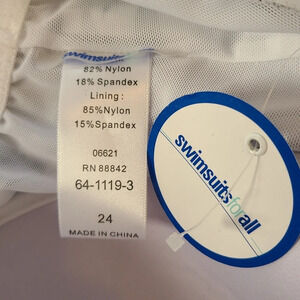 swimsuitsforall
82% Nylon
18% Spandex
Lining:
85%Nylon
15%Spandex
06621
RN 88842
64-1119-3
24
MADE IN CHINA
swimsuitsforall